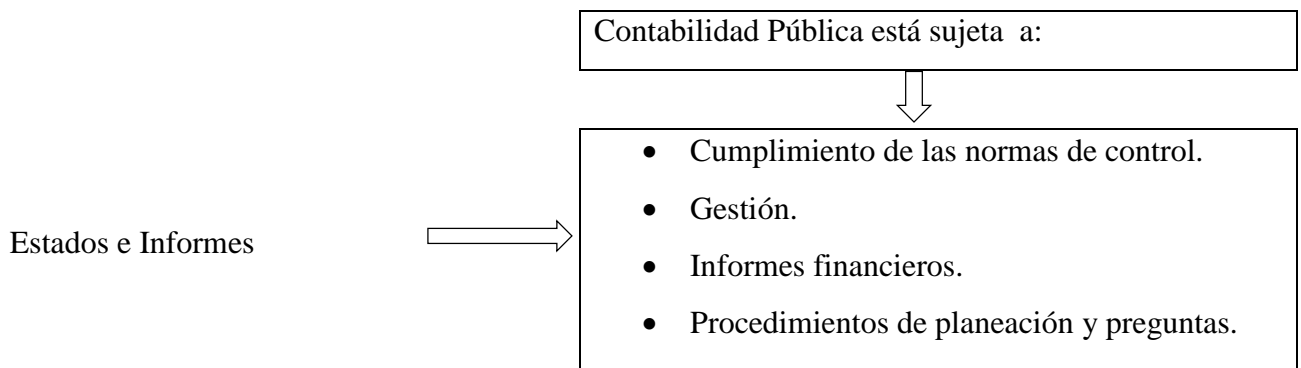 Contabilidad Pública está sujeta a:
• Cumplimiento de las normas de control.
• Gestión.
Estados e Informes
• Informes financieros.
• Procedimientos de planeación y preguntas.